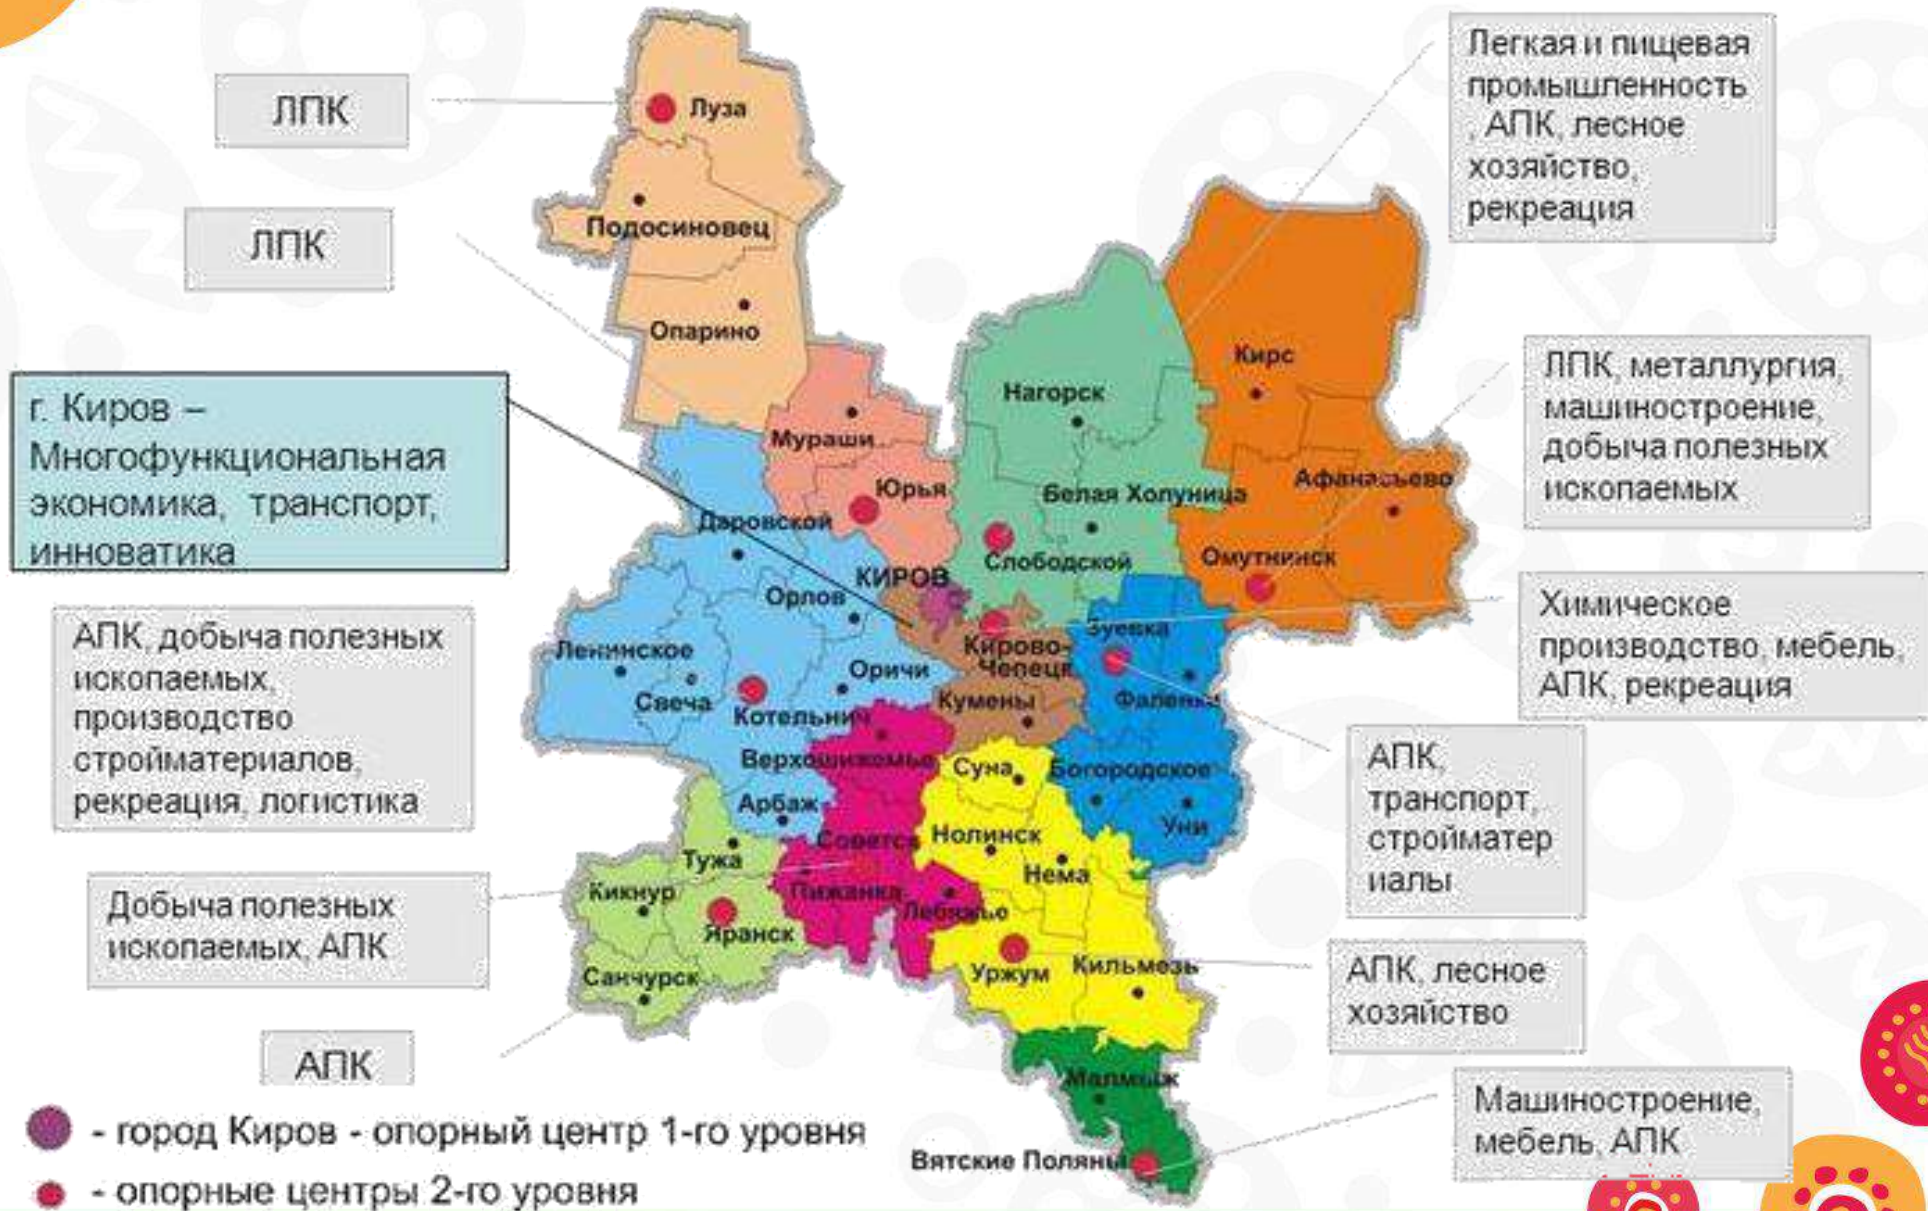 ЛПК
ЛПК
г. Киров –
Многофункциональная
экономика, транспорт,
инноватика
АПК, добыча полезных
ископаемых,
производство
стройматериалов,
рекреация, логистика
Добыча полезных
ископаемых, АПК
АПК
Легкая и пищевая
промышленность
, АПК, лесное
хозяйство,
рекреация
ЛПК, металлургия,
машиностроение,
добыча полезных
ископаемых
Химическое
производство, мебель,
АПК, рекреация
АПК,
транспорт,
стройматер
иалы
АПК, лесное
хозяйство
Машиностроение,
мебель, АПК
Луза
Подосиновец
Опарино
Мураши
Юрья
Нагорск
Кирс
Белая Холуница
Афанасьево
Даровской
Слободской
Омутнинск
КИРОВ
Орлов
Зуевка
Кирово-
Чепецк
Ленинское
Оричи
Свеча
Котельнич
Кумены
Фаленки
Верхошижемье
Суна
Богородское
Арбаж
Советск
Нолинск
Уни
Тужа
Нема
Кикнур
Пижанка
Лебяжье
Яранск
Уржум
Кильмезь
Санчурск
Малмыж
Вятские Поляны
- город Киров - опорный центр 1-го уровня
- опорные центры 2-го уровня